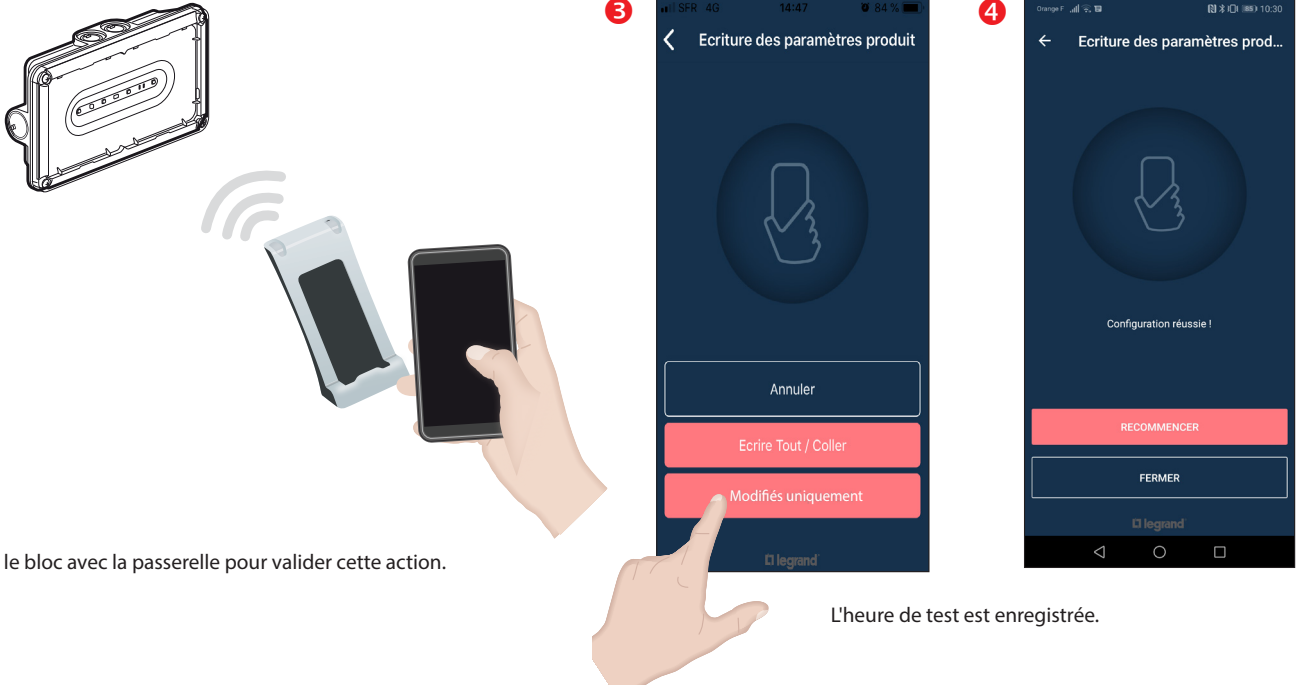 3
SFR 4G 14:47 84 %
Ecriture des paramètres produit
Annuler
Ecrire Tout / Coller
Modifiés uniquement
legrand
4
Orange F 85 10:30
Ecriture des paramètres prod...
Configuration réussie !
RECOMMENCER
FERMER
legrand
le bloc avec la passerelle pour valider cette action.
L'heure de test est enregistrée.